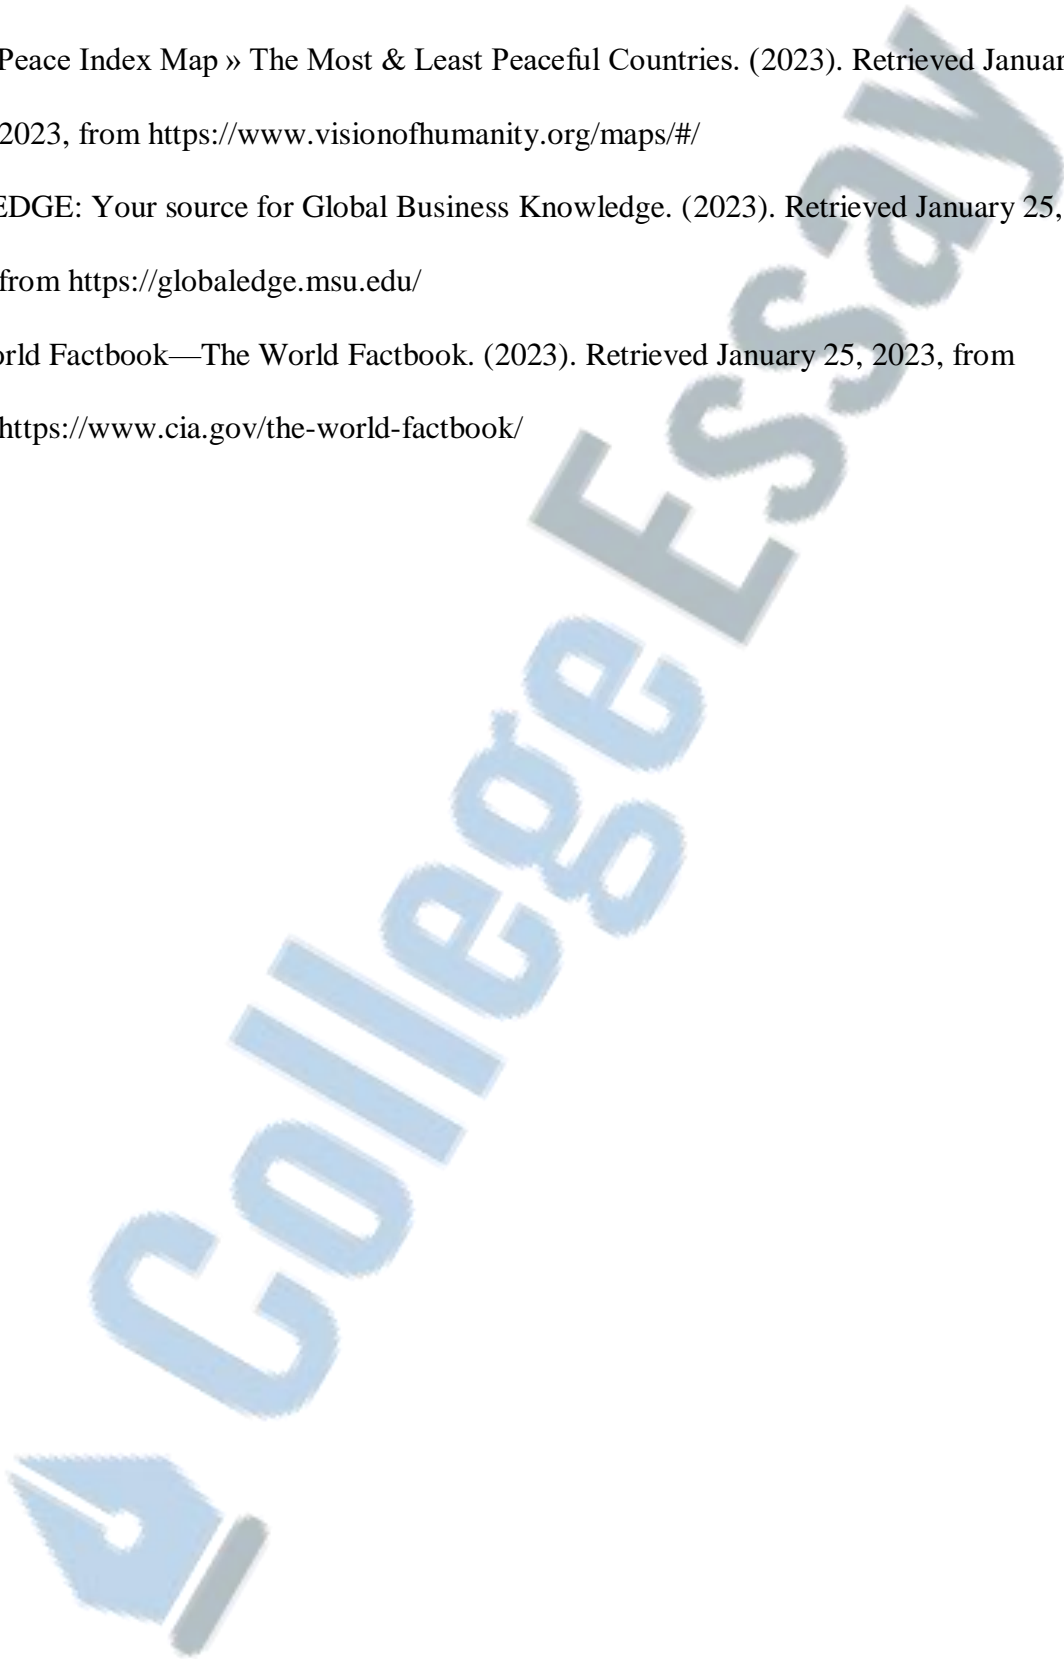 Peace Index Map » The Most & Least Peaceful Countries. (2023). Retrieved Januar
2023, from https://www.visionofhumanity.org/maps/#/
EDGE: Your source for Global Business Knowledge. (2023). Retrieved January 25,
from https://globaledge.msu.edu/
orld Factbook—The World Factbook. (2023). Retrieved January 25, 2023, from
https://www.cia.gov/the-world-factbook/
CollegeEssay